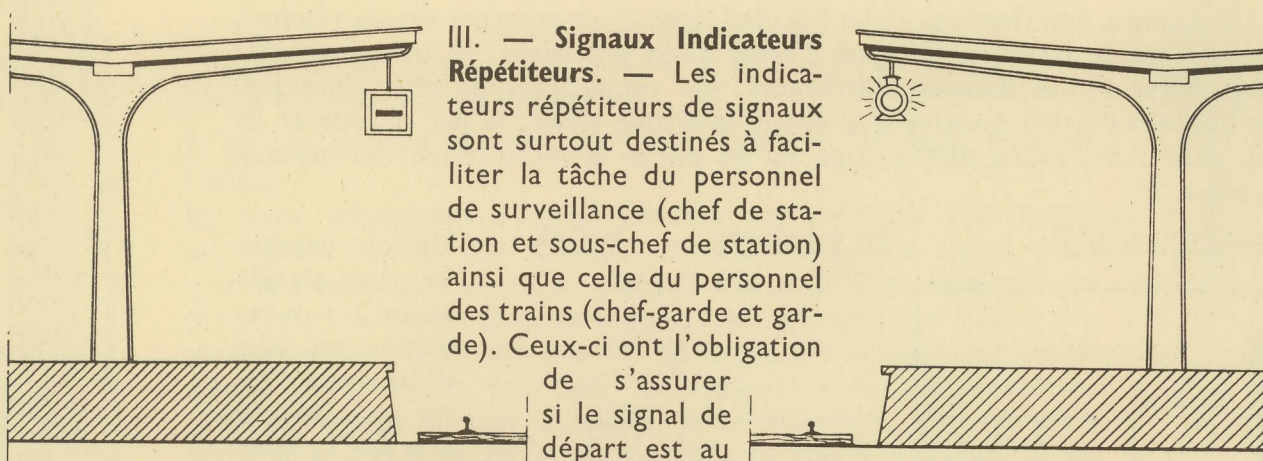 III. — Signaux Indicateurs
Répétiteurs. — Les indica-
teurs répétiteurs de signaux
sont surtout destinés à faci-
liter la tâche du personnel
de surveillance (chef de sta-
tion et sous-chef de station)
ainsi que celle du personnel
des trains (chef-garde et gar-
de). Ceux-ci ont l'obligation
de s'assurer
si le signal de
départ est au